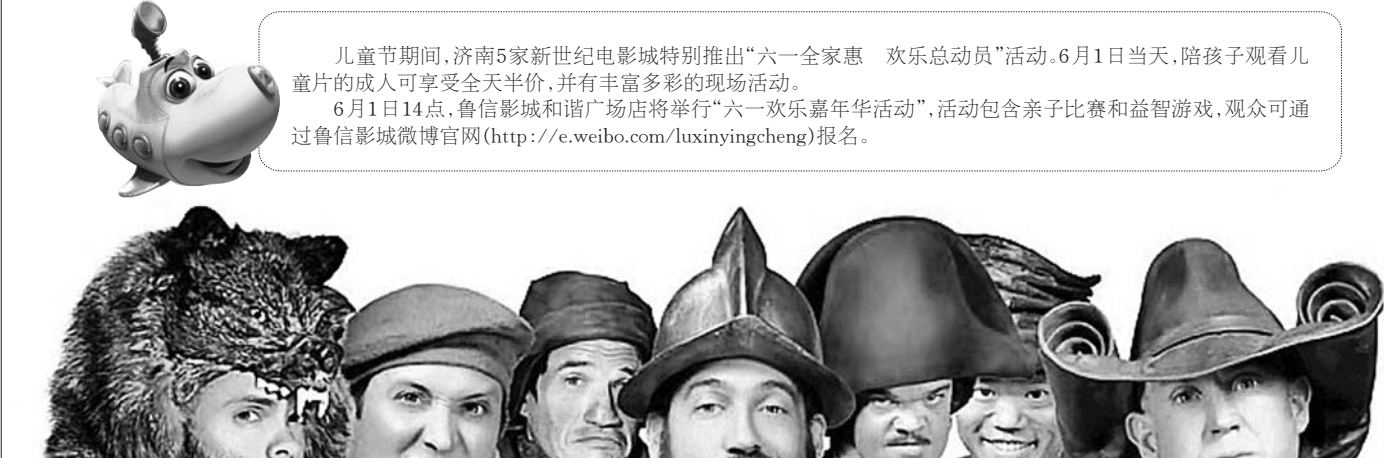 儿童节期间,济南5家新世纪电影城特别推出“六一全家惠　欢乐总动员”活动。6月1日当天,陪孩子观看儿
童片的成人可享受全天半价,并有丰富多彩的现场活动。
6月1日14点,鲁信影城和谐广场店将举行“六一欢乐嘉年华活动”,活动包含亲子比赛和益智游戏,观众可通
过鲁信影城微博官网(http://e.weibo.com/luxinyingcheng)报名。